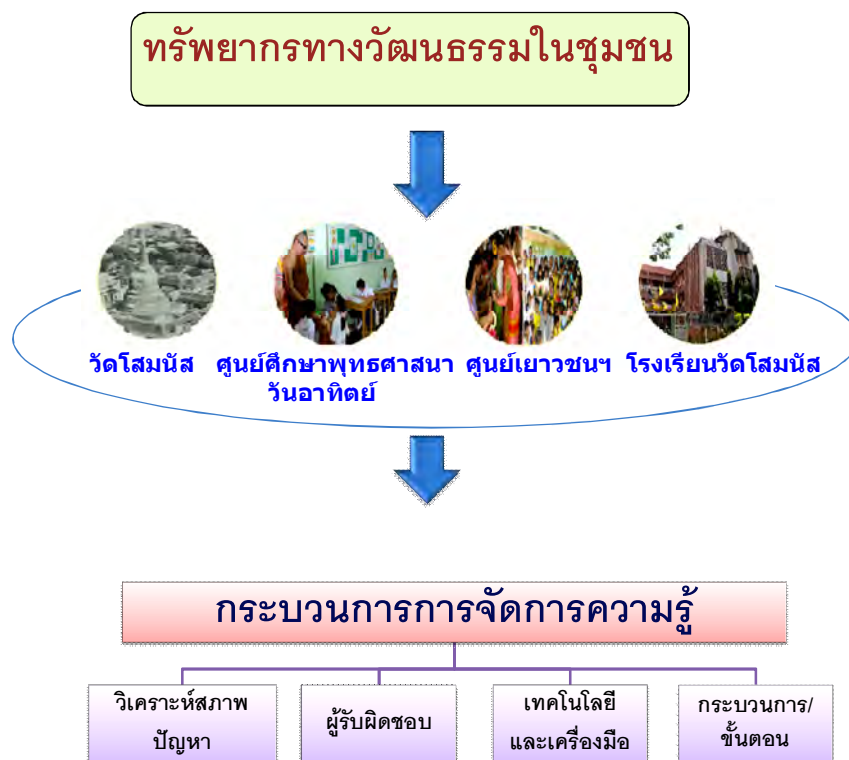 ทรัพยากรทางวัฒนธรรมในชุมชน
วัดโสมนัส
ศูนย์ศึกษาพุทธศาสนา
วันอาทิตย์
ศูนย์เยาวชนฯ
โรงเรียนวัดโสมนัส
กระบวนการการจัดการความรู้
วิเคราะห์สภาพ
ปัญหา
ผู้รับผิดชอบ
เทคโนโลยี
และเครื่องมือ
กระบวนการ/
ขั้นตอน